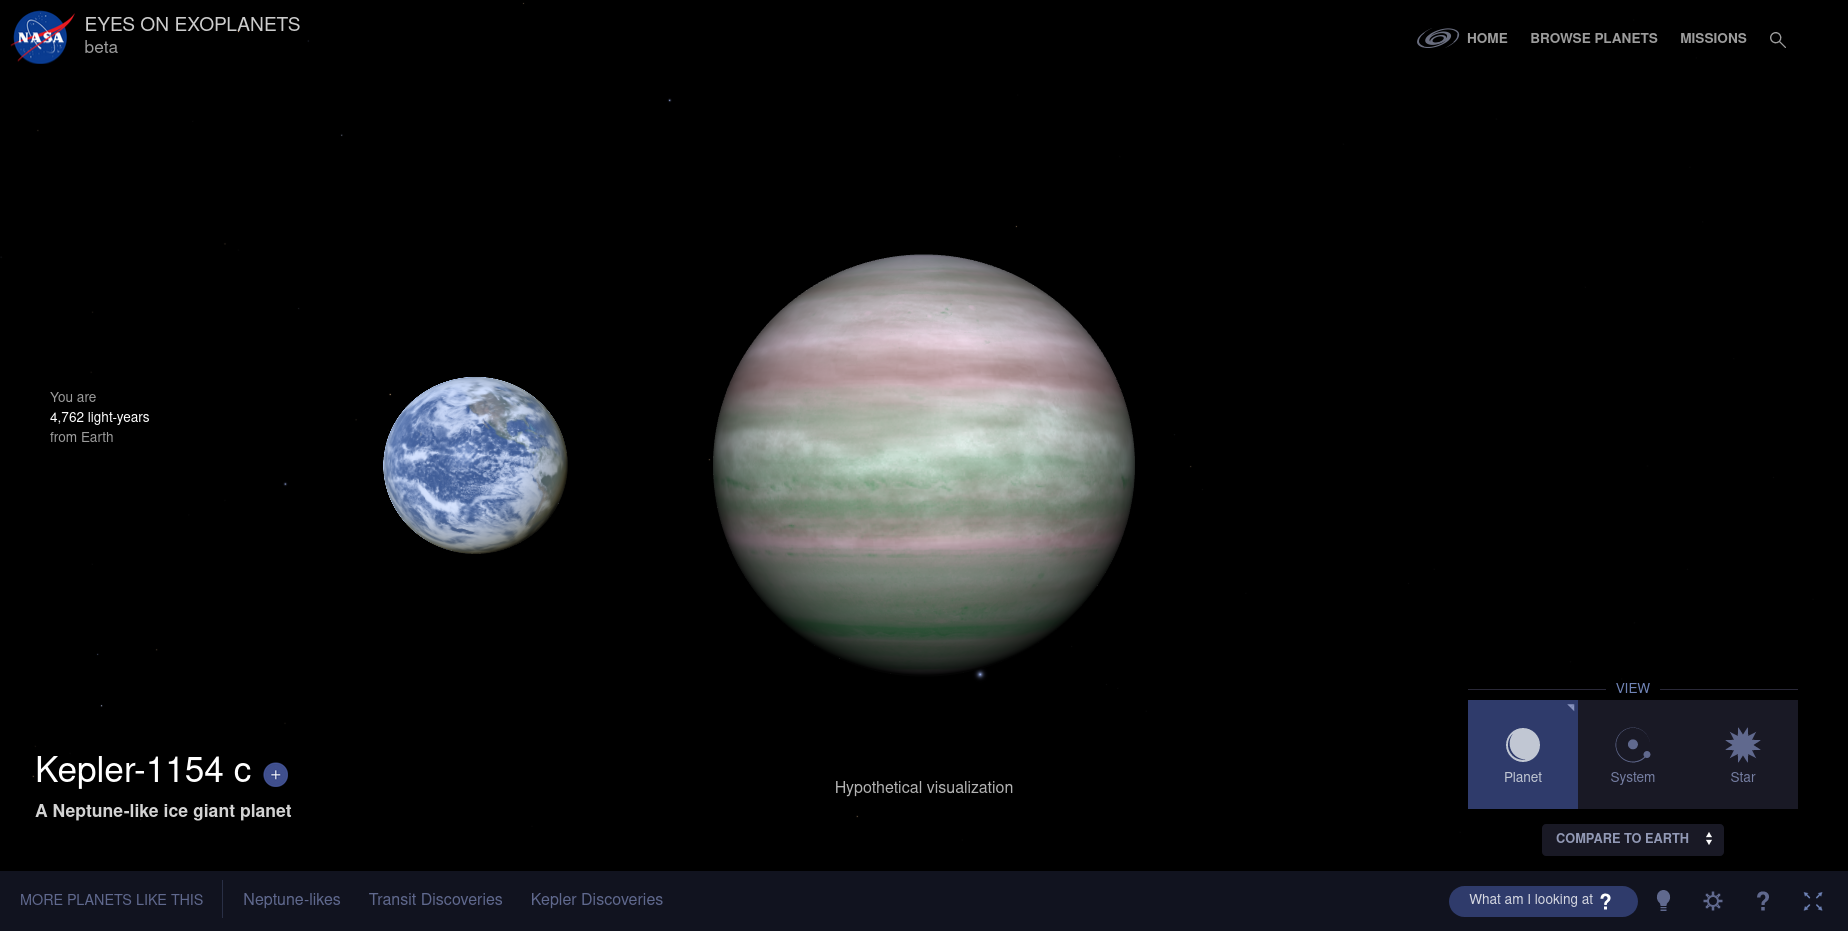 NASA
EYES ON EXOPLANETS
beta
HOME
BROWSE PLANETS
MISSIONS
You are
4,762 light-years
from Earth
Kepler-1154 c +
A Neptune-like ice giant planet
Hypothetical visualization
VIEW
Planet
System
Star
COMPARE TO EARTH
MORE PLANETS LIKE THIS
Neptune-likes
Transit Discoveries
Kepler Discoveries
What am I looking at ?
?